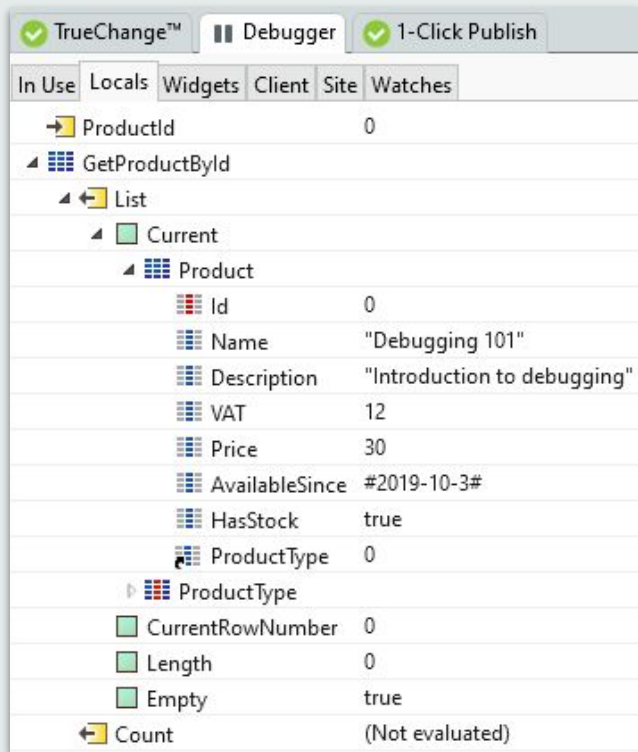 TrueChange™ Debugger 1-Click Publish
In Use Locals Widgets Client Site Watches
ProductId 0
GetProductById
List
Current
Product
Id 0
Name "Debugging 101"
Description "Introduction to debugging"
VAT 12
Price 30
AvailableSince #2019-10-3#
HasStock true
ProductType 0
ProductType
CurrentRowNumber 0
Length 0
Empty true
Count (Not evaluated)